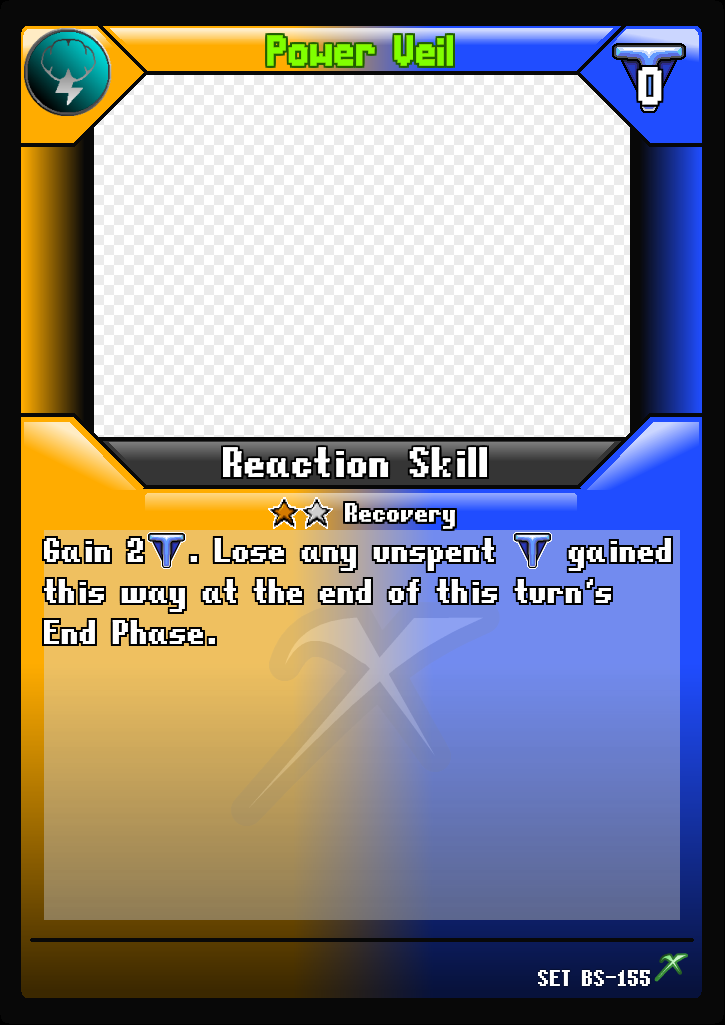 Power Veil
0
Reaction Skill
Recovery
Gain 2T. Lose any unspent T gained
this way at the end of this turn's
End Phase.
SET BS-155